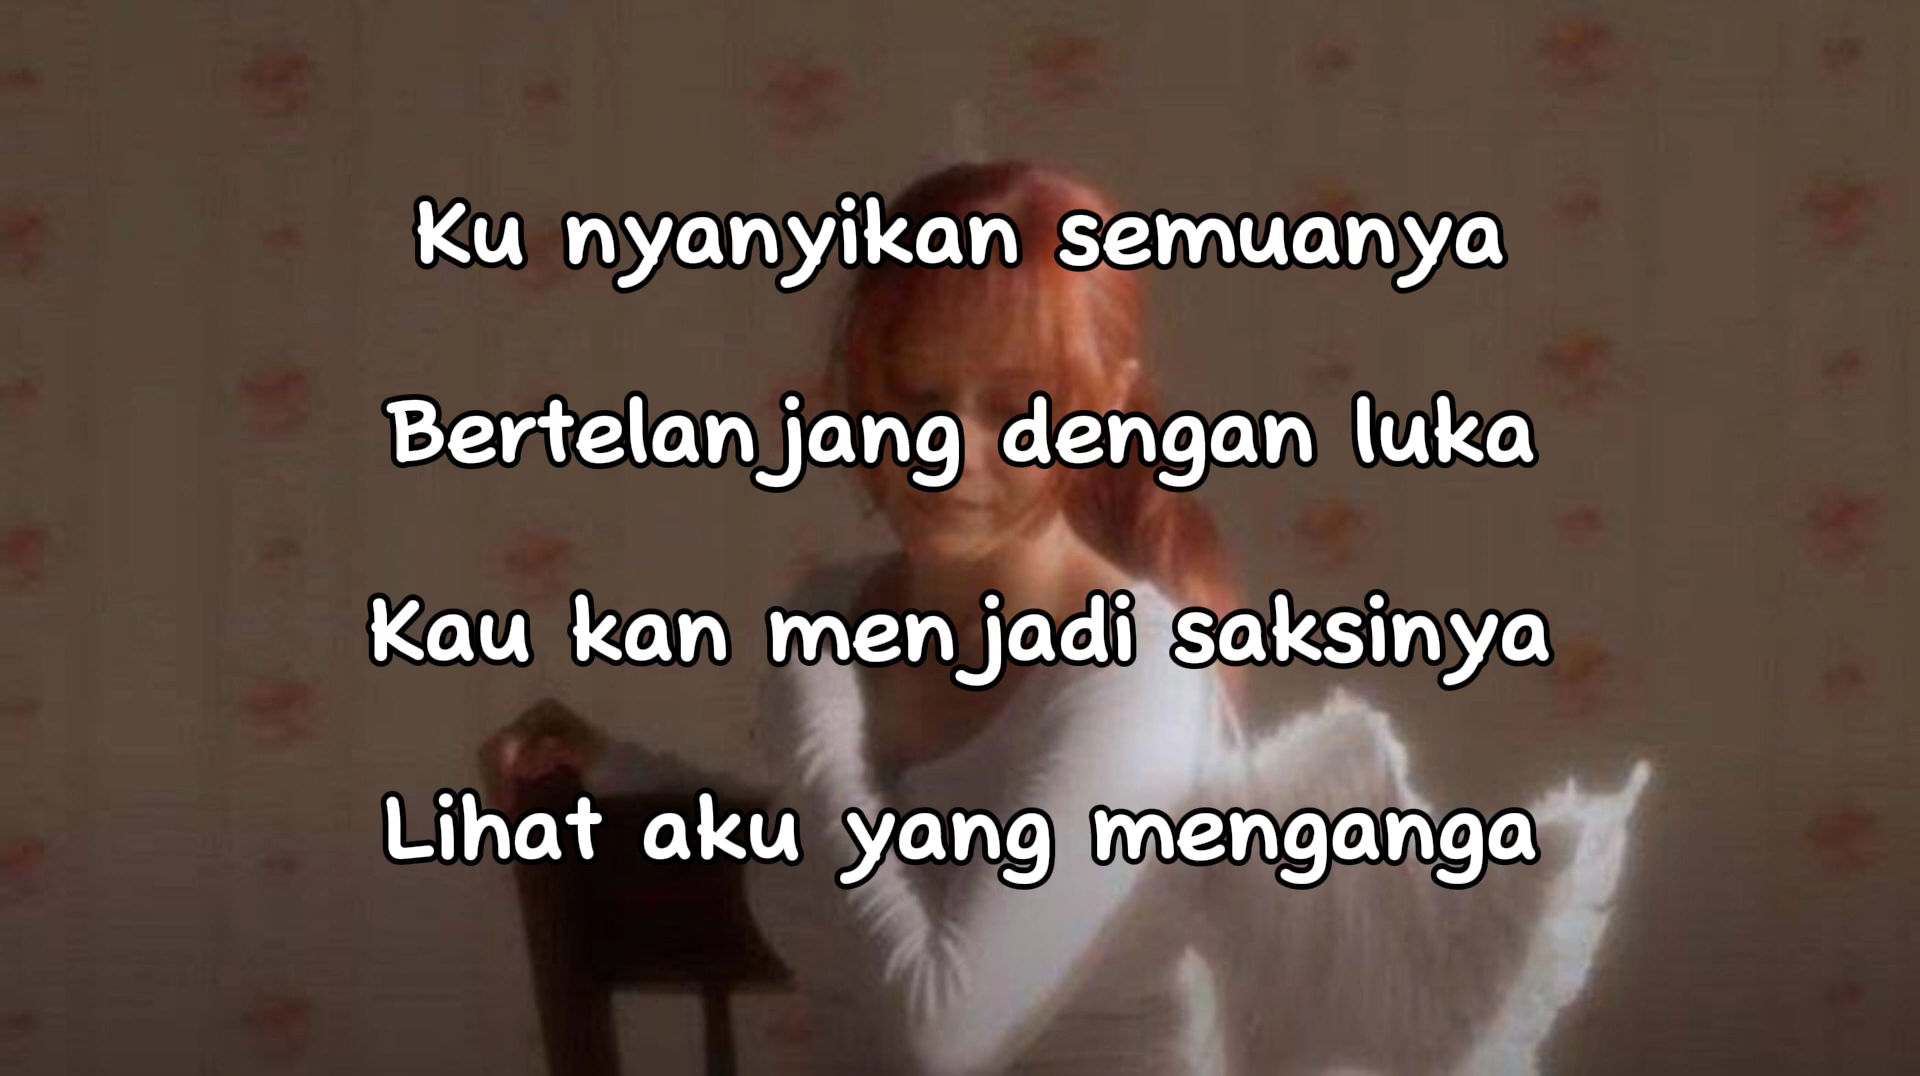 Ku nyanyikan semuanya
Bertelanjang dengan luka
Kau kan menjadi saksinya
Lihat aku yang menganga